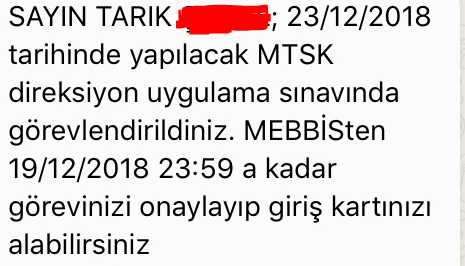 SAYIN TARIK ; 23/12/2018
tarihinde yapılacak MTSK
direksiyon uygulama sınavında
görevlendirildiniz. MEBBİSten
19/12/2018 23:59 a kadar
görevinizi onaylayıp giriş kartınızı
alabilirsiniz